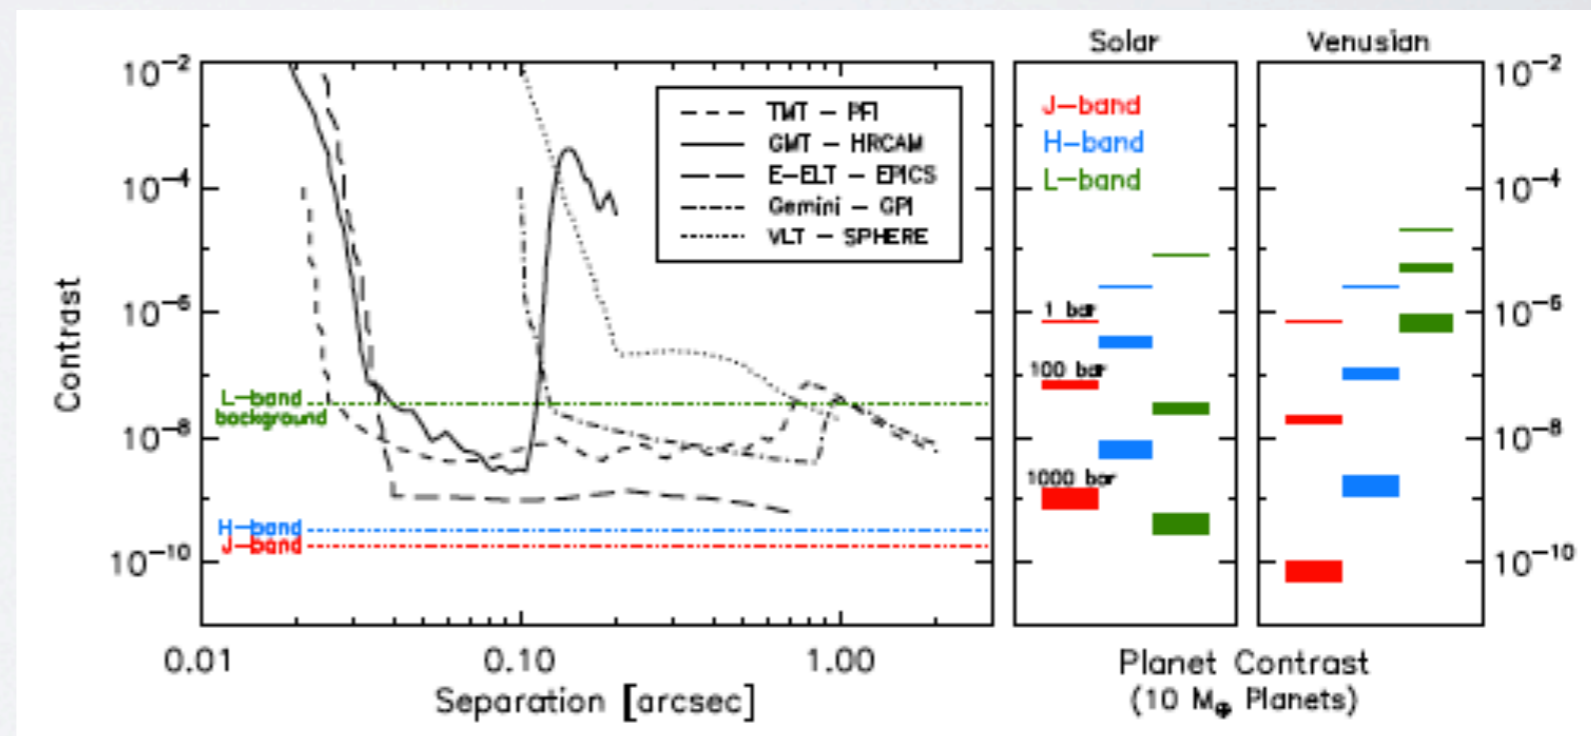 Solar
Venusian
10−2
10−4
10−6
10−8
10−10
Contrast
TMT − PFI
GMT − HRCAM
E−ELT − EPICS
Gemini − GPI
VLT − SPHERE
L−band
background
H−band
J−band
0.01
0.10
1.00
Separation [arcsec]
J−band
H−band
L−band
1 bar
100 bar
1000 bar
10−2
10−4
10−6
10−8
10−10
Planet Contrast
(10 M⊕ Planets)